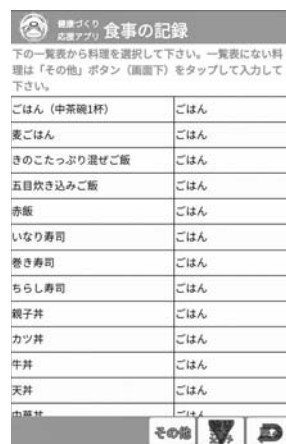 健康づくり
応援アプリ 食事の記録
下の一覧表から料理を選択して下さい。一覧表にない料
理は「その他」ボタン（画面下）をタップして入力して
下さい。
ごはん（中茶碗1杯） ごはん
麦ごはん ごはん
きのこたっぷり混ぜご飯 ごはん
五目炊き込みご飯 ごはん
赤飯 ごはん
いなり寿司 ごはん
巻き寿司 ごはん
ちらし寿司 ごはん
親子丼 ごはん
カツ丼 ごはん
牛丼 ごはん
天丼 ごはん
中華丼 ごはん
その他